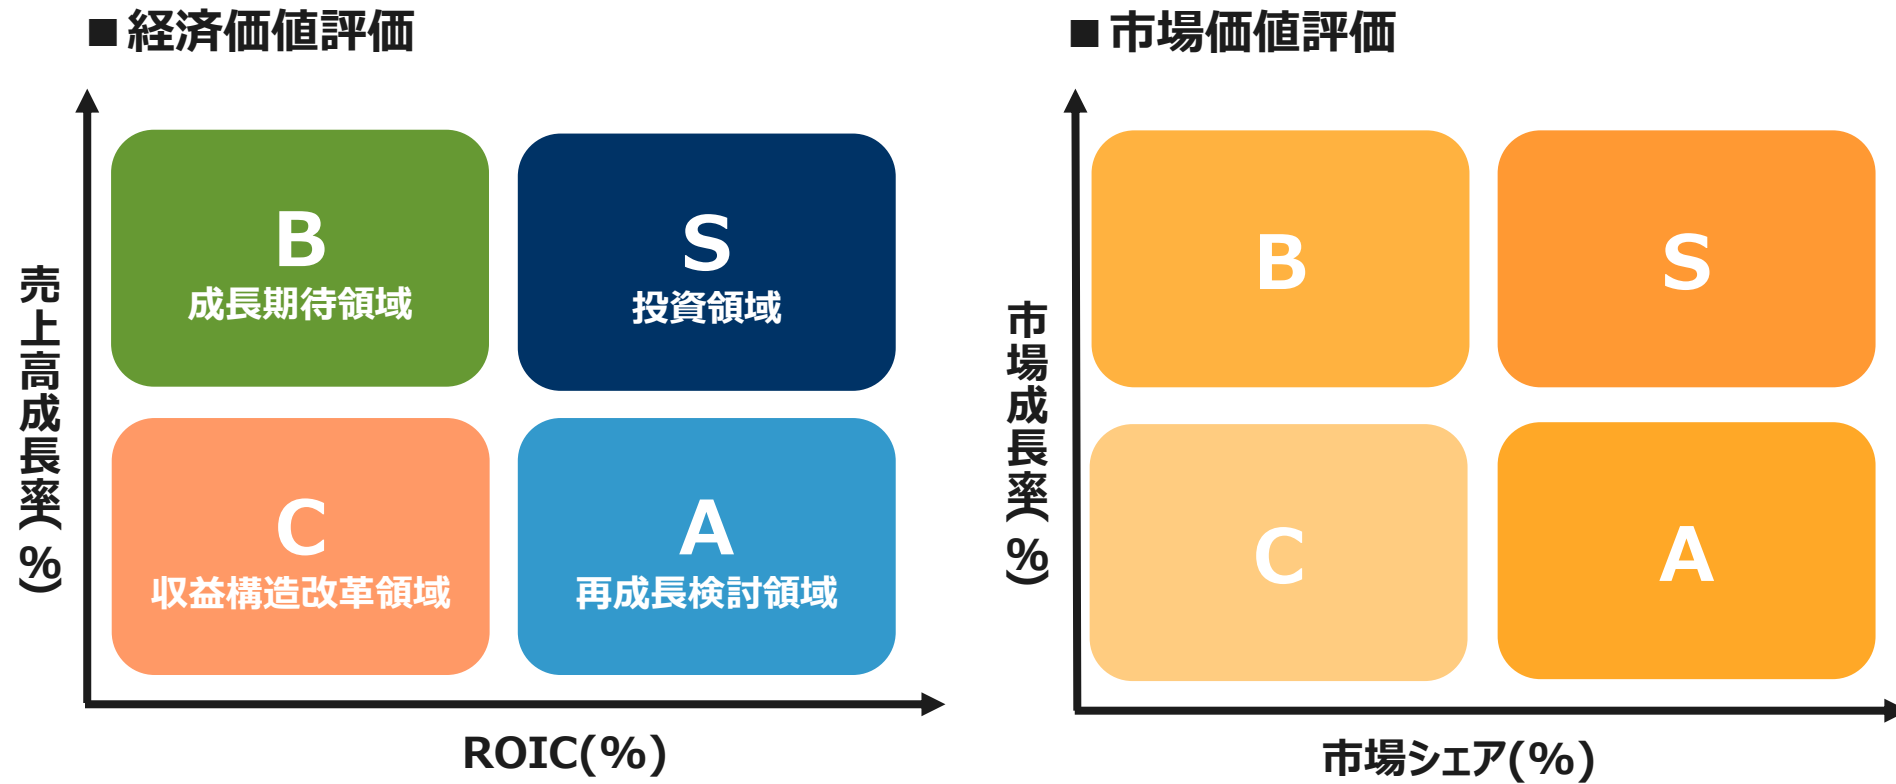 ■ 経済価値評価
売上高成長率(%)
B
成長期待領域
S
投資領域
C
収益構造改革領域
A
再成長検討領域
ROIC(%)
■ 市場価値評価
市場成長率(%)
B
S
C
A
市場シェア(%)